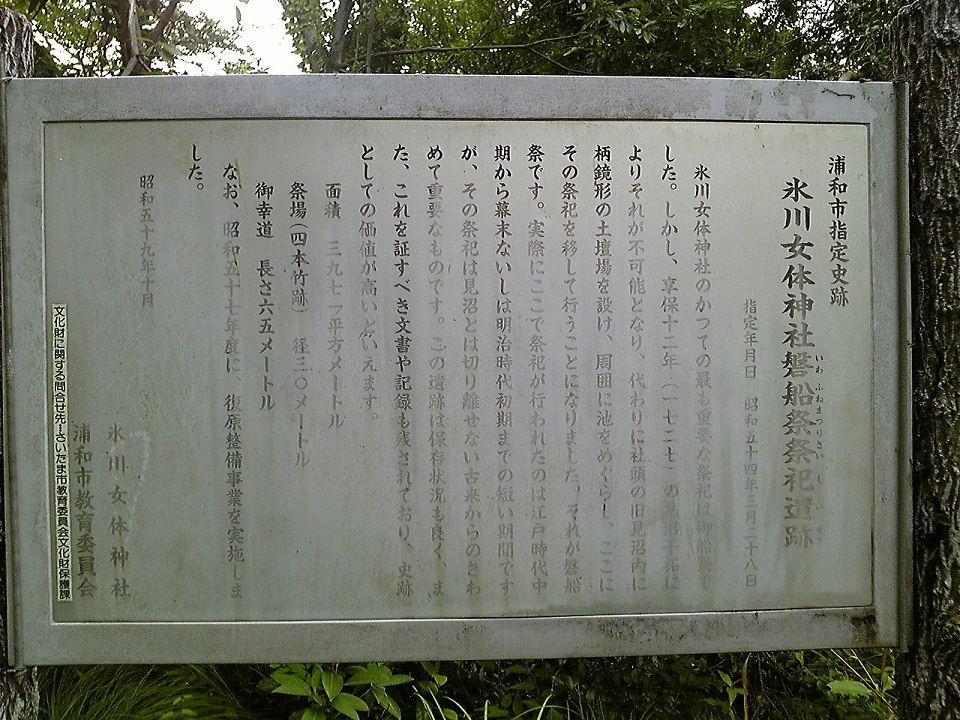 浦和市指定史跡
氷川女体神社磐船祭祭祀遺跡
いわふねまつりさいし
指定年月日 昭和五十四年三月二十八日
氷川女体神社のかつての最も重要な祭祀は御船祭で
した。しかし、享保十二年(一七二七)の見沼干拓に
よりそれが不可能となり、代わりに社頭の旧見沼内に
柄鏡形の土壇場を設け、周囲に池をめぐらし、ここに
その祭祀を移して行うことになりました。それが磐船
祭です。実際にここで祭祀が行われたのは江戸時代中
期から幕末ないしは明治時代初期までの短い期間です
が、その祭祀は見沼とは切り離せない古来からのきわ
めて重要なものです。この遺跡は保存状況も良く、ま
た、これを証すべき文書や記録も残されており、史跡
としての価値が高いといえます。
面積 三九七一平方メートル
祭場(四本竹跡) 径三〇メートル
御幸道 長さ六五メートル
なお、昭和五十七年度に、復原整備事業を実施しま
した。
昭和五十九年十月
氷川女体神社
浦和市教育委員会
文化財に関する問合せ先ーさいたま市教育委員会文化財保護課